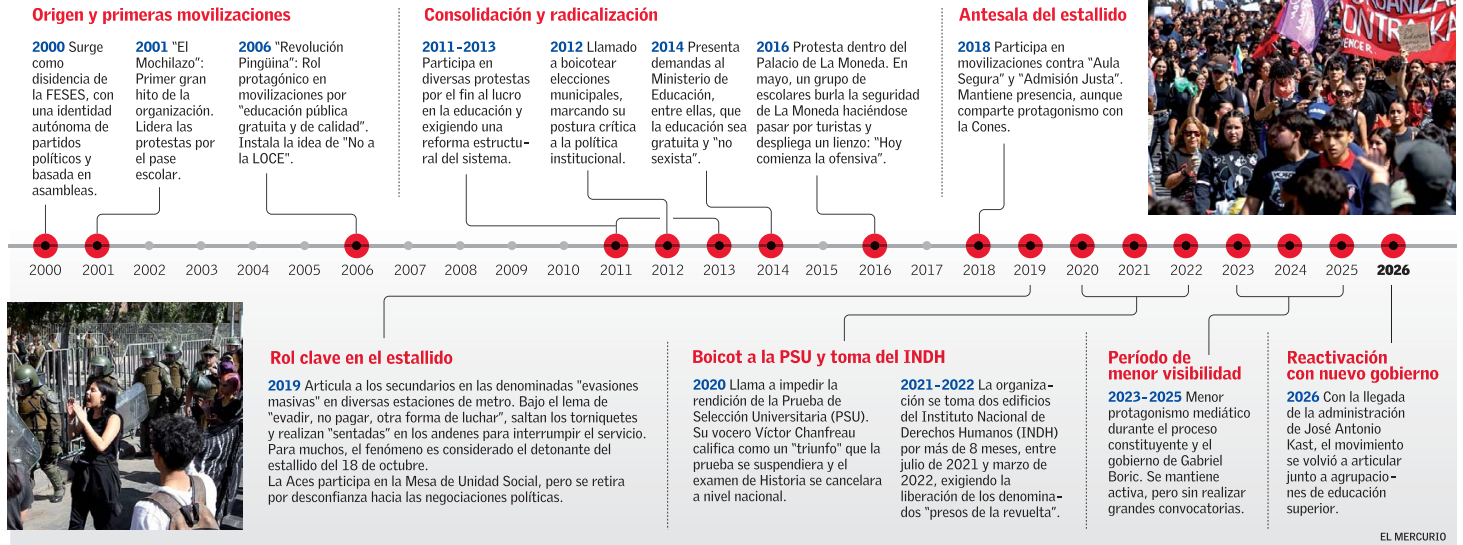 Origen y primeras movilizaciones
2000 Surge
como
disidencia de
la FESES, con
una identidad
autónoma de
partidos
políticos y
basada en
asambleas.
2001 "El
Mochilazo":
Primer gran
hito de la
organización.
Lidera las
protestas por
el pase
escolar.
2006 "Revolución
Pingüina": Rol
protagónico en
movilizaciones por
"educación pública
gratuita y de calidad".
Instala la idea de "No a
la LOCE".
Consolidación y radicalización
2011-2013
Participa en
diversas protestas
por el fin al lucro
en la educación y
exigiendo una
reforma estructu-
ral del sistema.
2012 Llamado
a boicotear
elecciones
municipales,
marcando su
postura crítica
a la política
institucional.
2014 Presenta
demandas al
Ministerio de
Educación,
entre ellas, que
la educación sea
gratuita y "no
sexista".
2016 Protesta dentro del
Palacio de La Moneda. En
mayo, un grupo de
escolares burla la seguridad
de La Moneda haciéndose
pasar por turistas y
despliega un lienzo: "Hoy
comienza la ofensiva".
Antesala del estallido
2018 Participa en
movilizaciones contra "Aula
Segura" y "Admisión Justa".
Mantiene presencia, aunque
comparte protagonismo con
la Cones.
ORGANIZA
CONTRA KA
2000 2001 2002 2003 2004 2005 2006 2007 2008 2009 2010 2011 2012 2013 2014 2015 2016 2017 2018 2019 2020 2021 2022 2023 2024 2025 2026
Rol clave en el estallido
2019 Articula a los secundarios en las denominadas "evasiones
masivas" en diversas estaciones de metro. Bajo el lema de
"evadir, no pagar, otra forma de luchar", saltan los torniquetes
y realizan "sentadas" en los andenes para interrumpir el servicio.
Para muchos, el fenómeno es considerado el detonante del
estallido del 18 de octubre.
La Aces participa en la Mesa de Unidad Social, pero se retira
por desconfianza hacia las negociaciones políticas.
Boicot a la PSU y toma del INDH
2020 Llama a impedir la
rendición de la Prueba de
Selección Universitaria (PSU).
Su vocero Víctor Chanfreau
califica como un "triunfo" que la
prueba se suspendiera y el
examen de Historia se cancelara
a nivel nacional.
2021-2022 La organiza-
ción se toma dos edificios
del Instituto Nacional de
Derechos Humanos (INDH)
por más de 8 meses, entre
julio de 2021 y marzo de
2022, exigiendo la
liberación de los denomina-
dos "presos de la revuelta".
Período de
menor visibilidad
2023-2025 Menor
protagonismo mediático
durante el proceso
constituyente y el
gobierno de Gabriel
Boric. Se mantiene
activa, pero sin realizar
grandes convocatorias.
Reactivación
con nuevo gobierno
2026 Con la llegada
de la administración
de José Antonio
Kast, el movimiento
se volvió a articular
junto a agrupacio-
nes de educación
superior.
EL MERCURIO